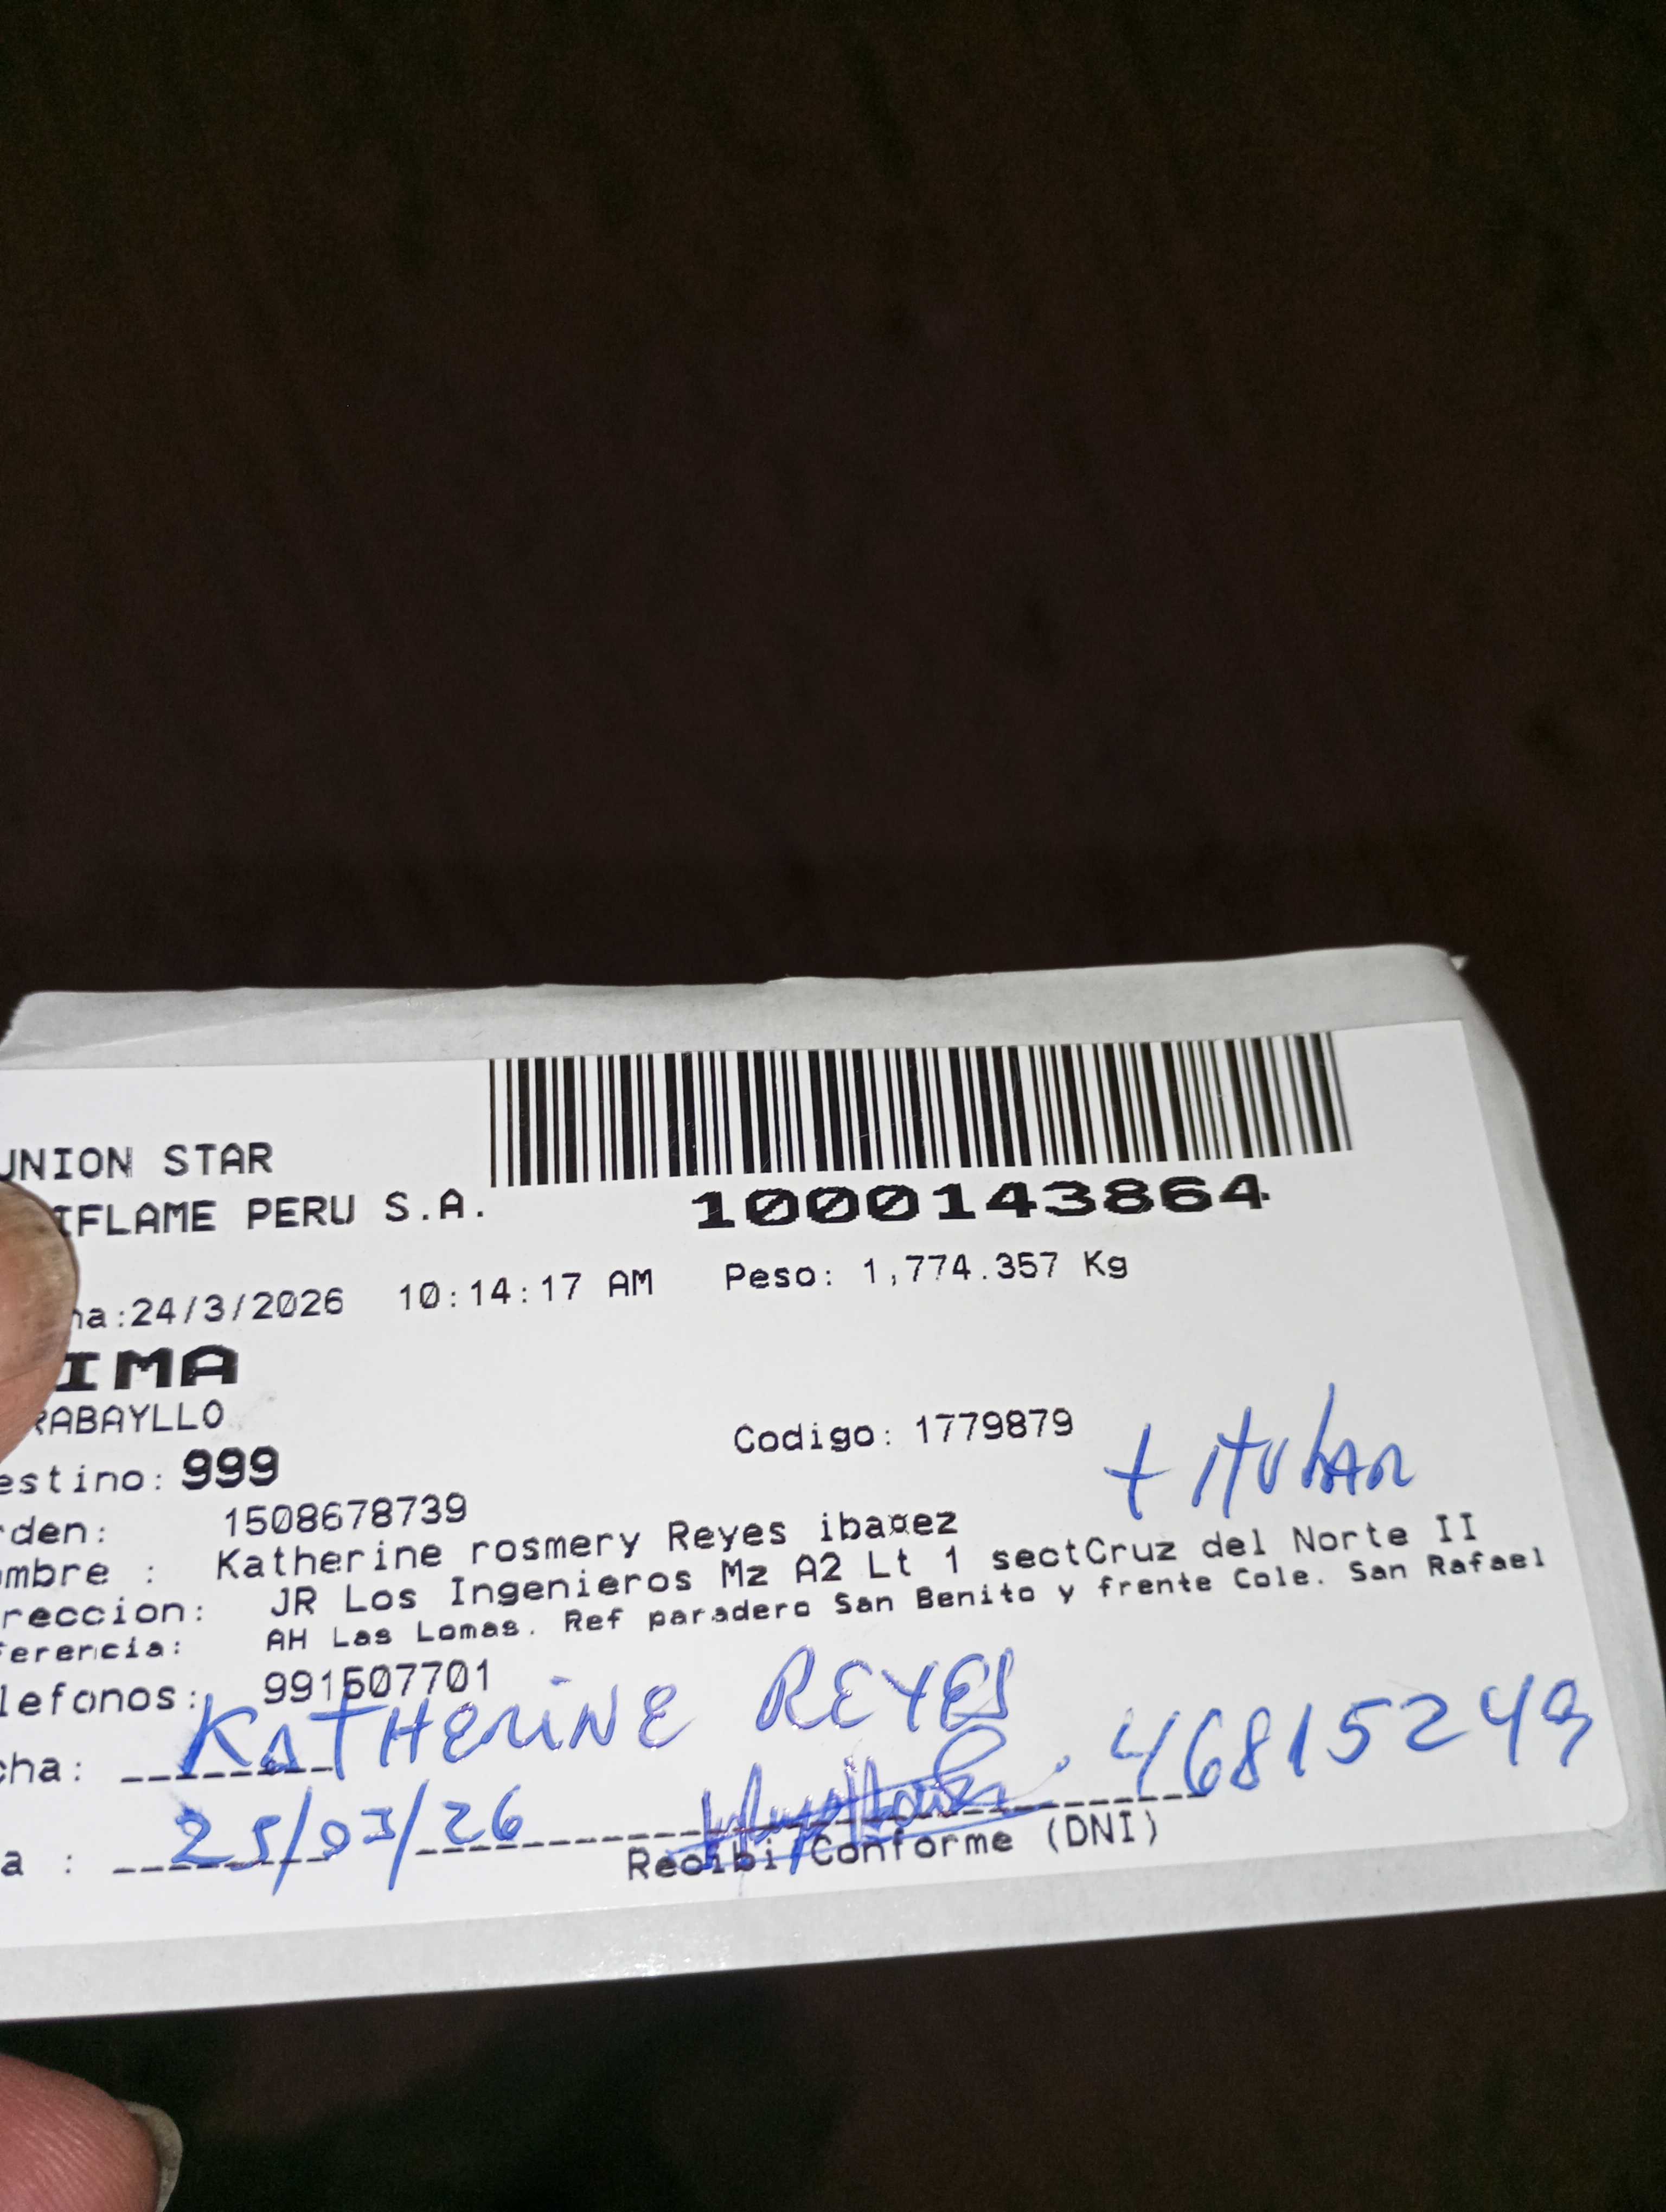 UNION STAR
IFLAME PERU S.A.
1000143864
ha:24/3/2026 10:14:17 AM Peso: 1,774.357 Kg
IMA
RABAYLLO
Codigo: 1779879
+ titulAR
estino: 999
rden: 1508678739
mbre : Katherine rosmery Reyes iba¤ez
reccion: JR Los Ingenieros Mz A2 Lt 1 sectCruz del Norte II
ferencia: AH Las Lomas. Ref paradero San Benito y frente Cole. San Rafael
lefonos: 991507701
cha: KATHERINE REYES
46815249
a : 25/03/26
Recibi Conforme (DNI)